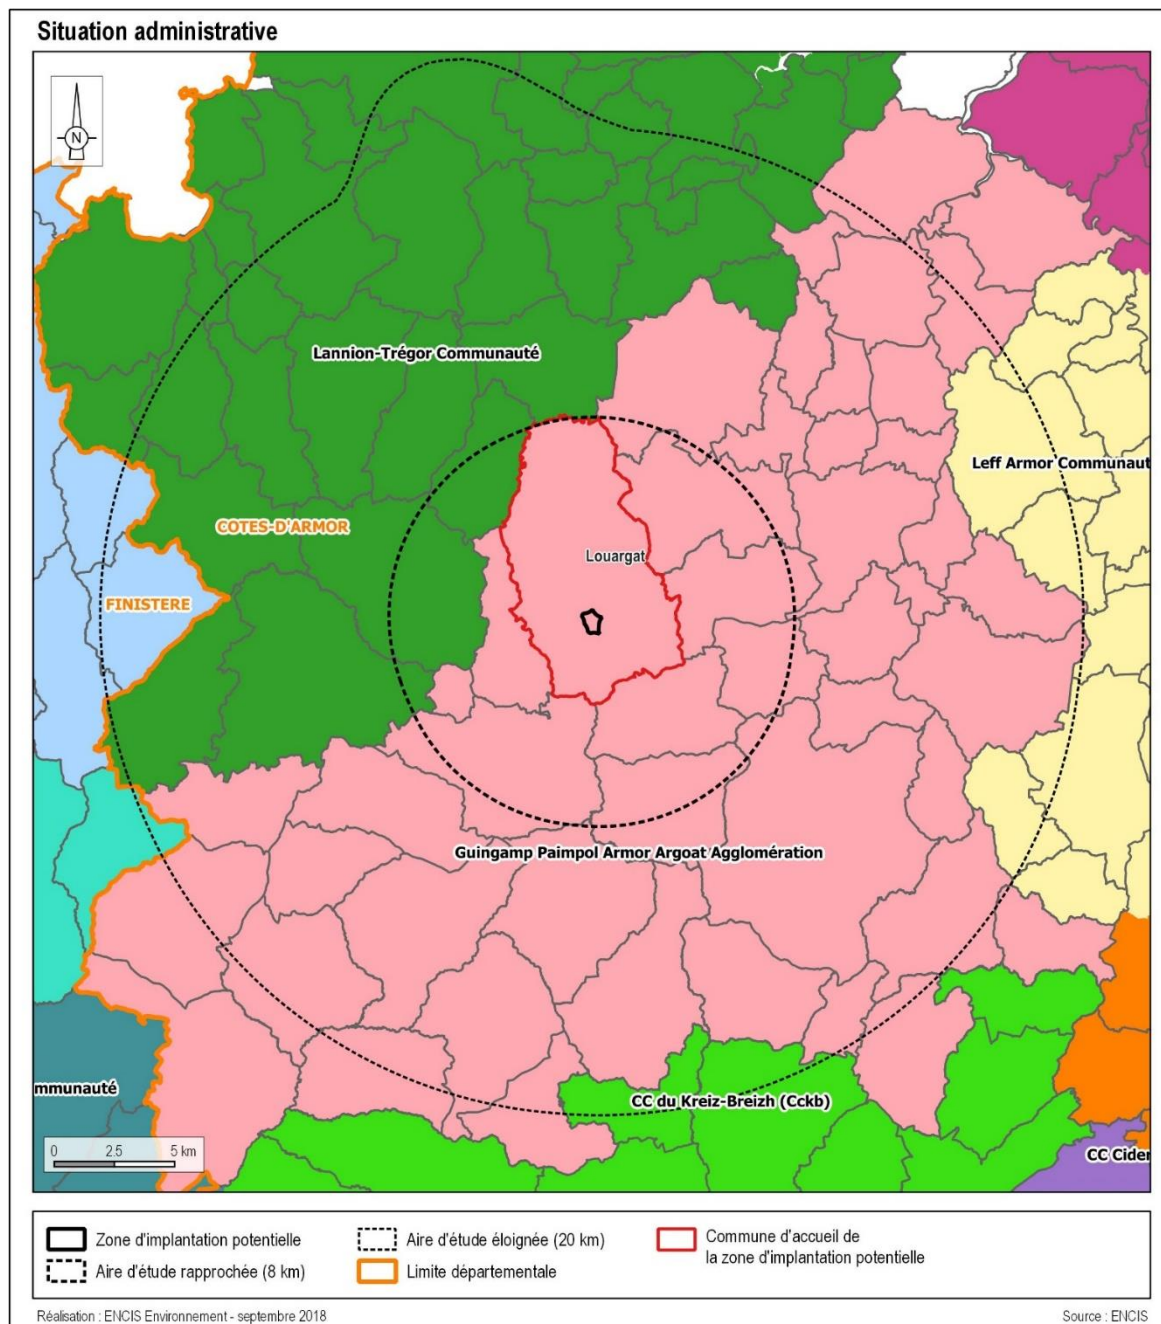 Situation administrative
N
Lannion-Trégor Communauté
Leff Armor Communaut
COTES-D'ARMOR
Louargat
FINISTERE
Guingamp Paimpol Armor Argoat Agglomération
mmunauté
CC du Kreiz-Breizh (Cckb)
0 2.5 5 km
CC Cider
Zone d'implantation potentielle
Aire d'étude éloignée (20 km)
Commune d'accueil de
la zone d'implantation potentielle
Aire d'étude rapprochée (8 km)
Limite départementale
Réalisation : ENCIS Environnement - septembre 2018
Source : ENCIS